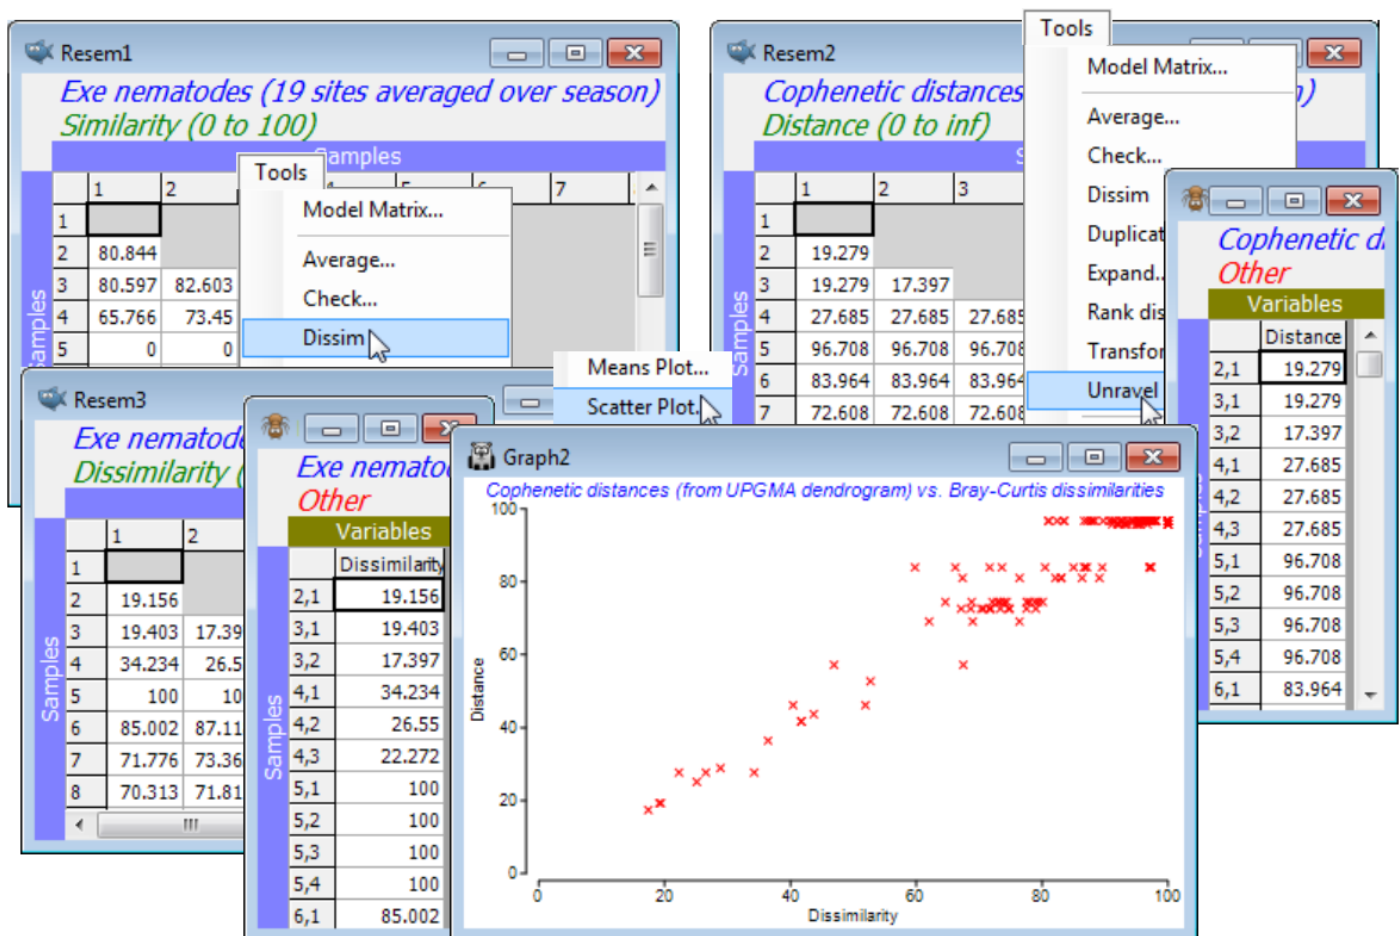 Resem1
Exe nematodes (19 sites averaged over season)
Similarity (0 to 100)
Samples
1 2 7
1
2 80.844
3 80.597 82.603
4 65.766 73.45
5 0 0
Samples
Tools
Model Matrix...
Average...
Check...
Dissim
Resem2
Cophenetic distances
Distance (0 to inf)
1 2 3
1
2 19.279
3 19.279 17.397
4 27.685 27.685 27.685
5 96.708 96.708 96.708
6 83.964 83.964 83.964
7 72.608 72.608 72.608
Samples
Tools
Model Matrix...
Average...
Check...
Dissim
Duplicat
Expand..
Rank dis
Transfor
Unravel
Cophenetic d
Other
Variables
Distance
2,1 19.279
3,1 19.279
3,2 17.397
4,1 27.685
4,2 27.685
4,3 27.685
5,1 96.708
5,2 96.708
5,3 96.708
5,4 96.708
6,1 83.964
Means Plot...
Scatter Plot.
Resem3
Exe nematode
Dissimilarity (
1 2
1
2 19.156
3 19.403 17.39
4 34.234 26.5
5 100 10
6 85.002 87.11
7 71.776 73.36
8 70.313 71.81
Samples
Exe nemato
Other
Variables
Dissimilarity
2,1 19.156
3,1 19.403
3,2 17.397
4,1 34.234
4,2 26.55
4,3 22.272
5,1 100
5,2 100
5,3 100
5,4 100
6,1 85.002
Samples
Graph2
Cophenetic distances (from UPGMA dendrogram) vs. Bray-Curtis dissimilarities
100
80
60
40
20
0
Distance
0 20 40 60 80 100
Dissimilarity